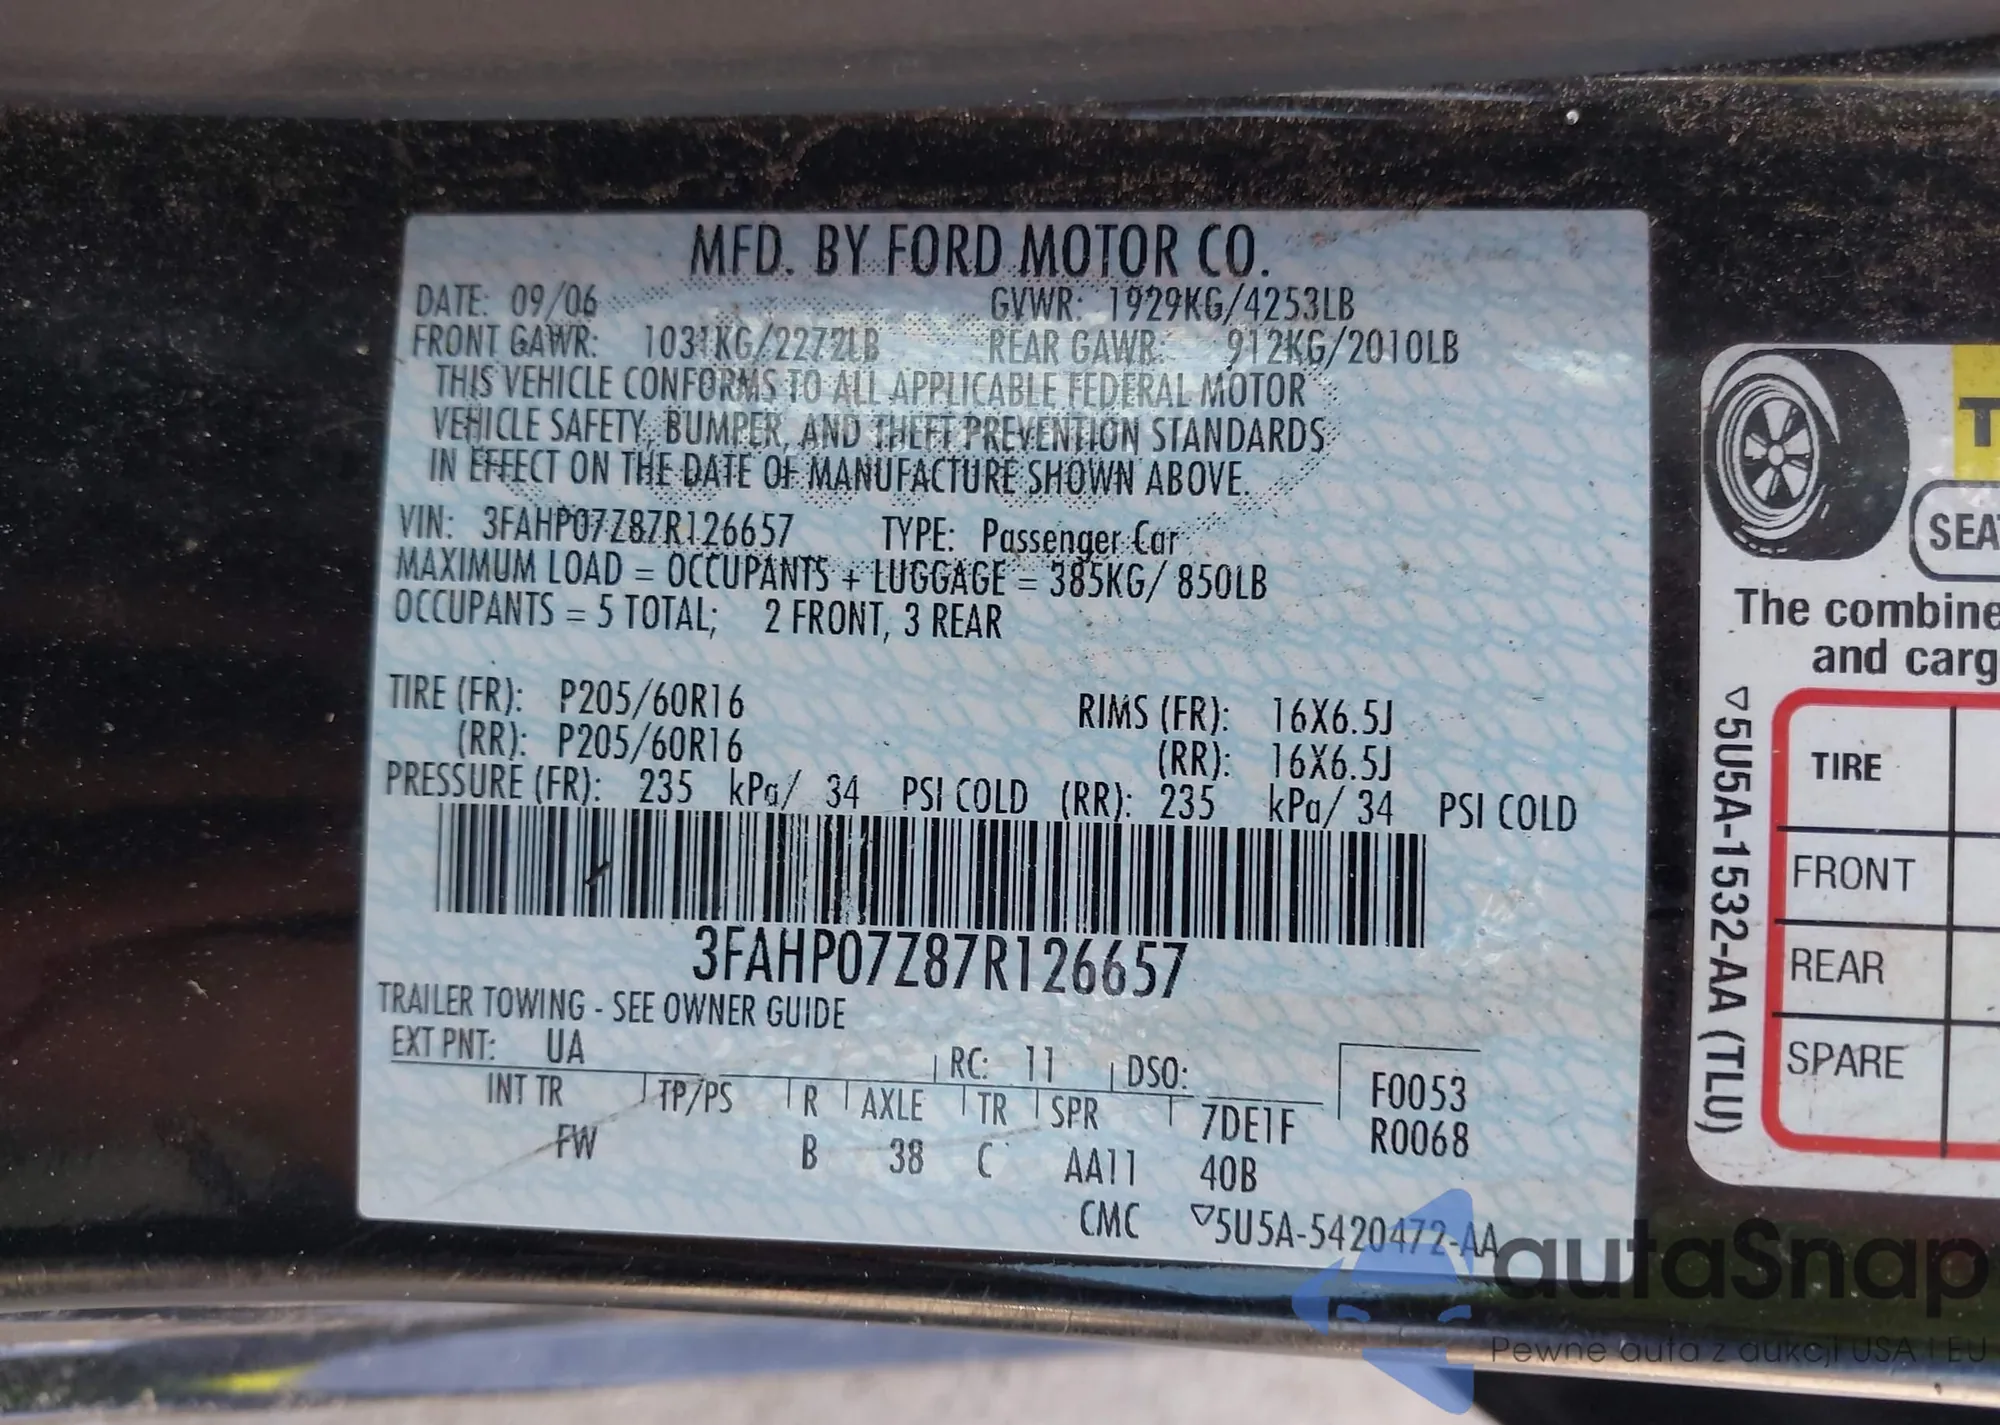 MFD. BY FORD MOTOR CO.
DATE: 09/06 GVWR: 1929KG/4253LB
FRONT GAWR: 1031KG/2272LB REAR GAWR: 912KG/2010LB
THIS VEHICLE CONFORMS TO ALL APPLICABLE FEDERAL MOTOR
VEHICLE SAFETY, BUMPER, AND THEFT PREVENTION STANDARDS
IN EFFECT ON THE DATE OF MANUFACTURE SHOWN ABOVE.
VIN: 3FAHP07Z87R126657 TYPE: Passenger Car
MAXIMUM LOAD = OCCUPANTS + LUGGAGE = 385KG/ 850LB
OCCUPANTS = 5 TOTAL; 2 FRONT, 3 REAR
TIRE (FR): P205/60R16 RIMS (FR): 16X6.5J
(RR): P205/60R16 (RR): 16X6.5J
PRESSURE (FR): 235 kPa/ 34 PSI COLD (RR): 235 kPa/ 34 PSI COLD
3FAHP07Z87R126657
TRAILER TOWING - SEE OWNER GUIDE
EXT PNT: UA RC: 11 DSO:
INT TR TP/PS R AXLE TR SPR 7DE1F F0053
FW B 38 C AA11 40B R0068
CMC ▽5U5A-5420472-AA
T
SEA
The combine
and carg
▽5U5A-1532-AA (TLU)
TIRE
FRONT
REAR
SPARE
autaSnap
Pewne auta z aukcji USA i EU